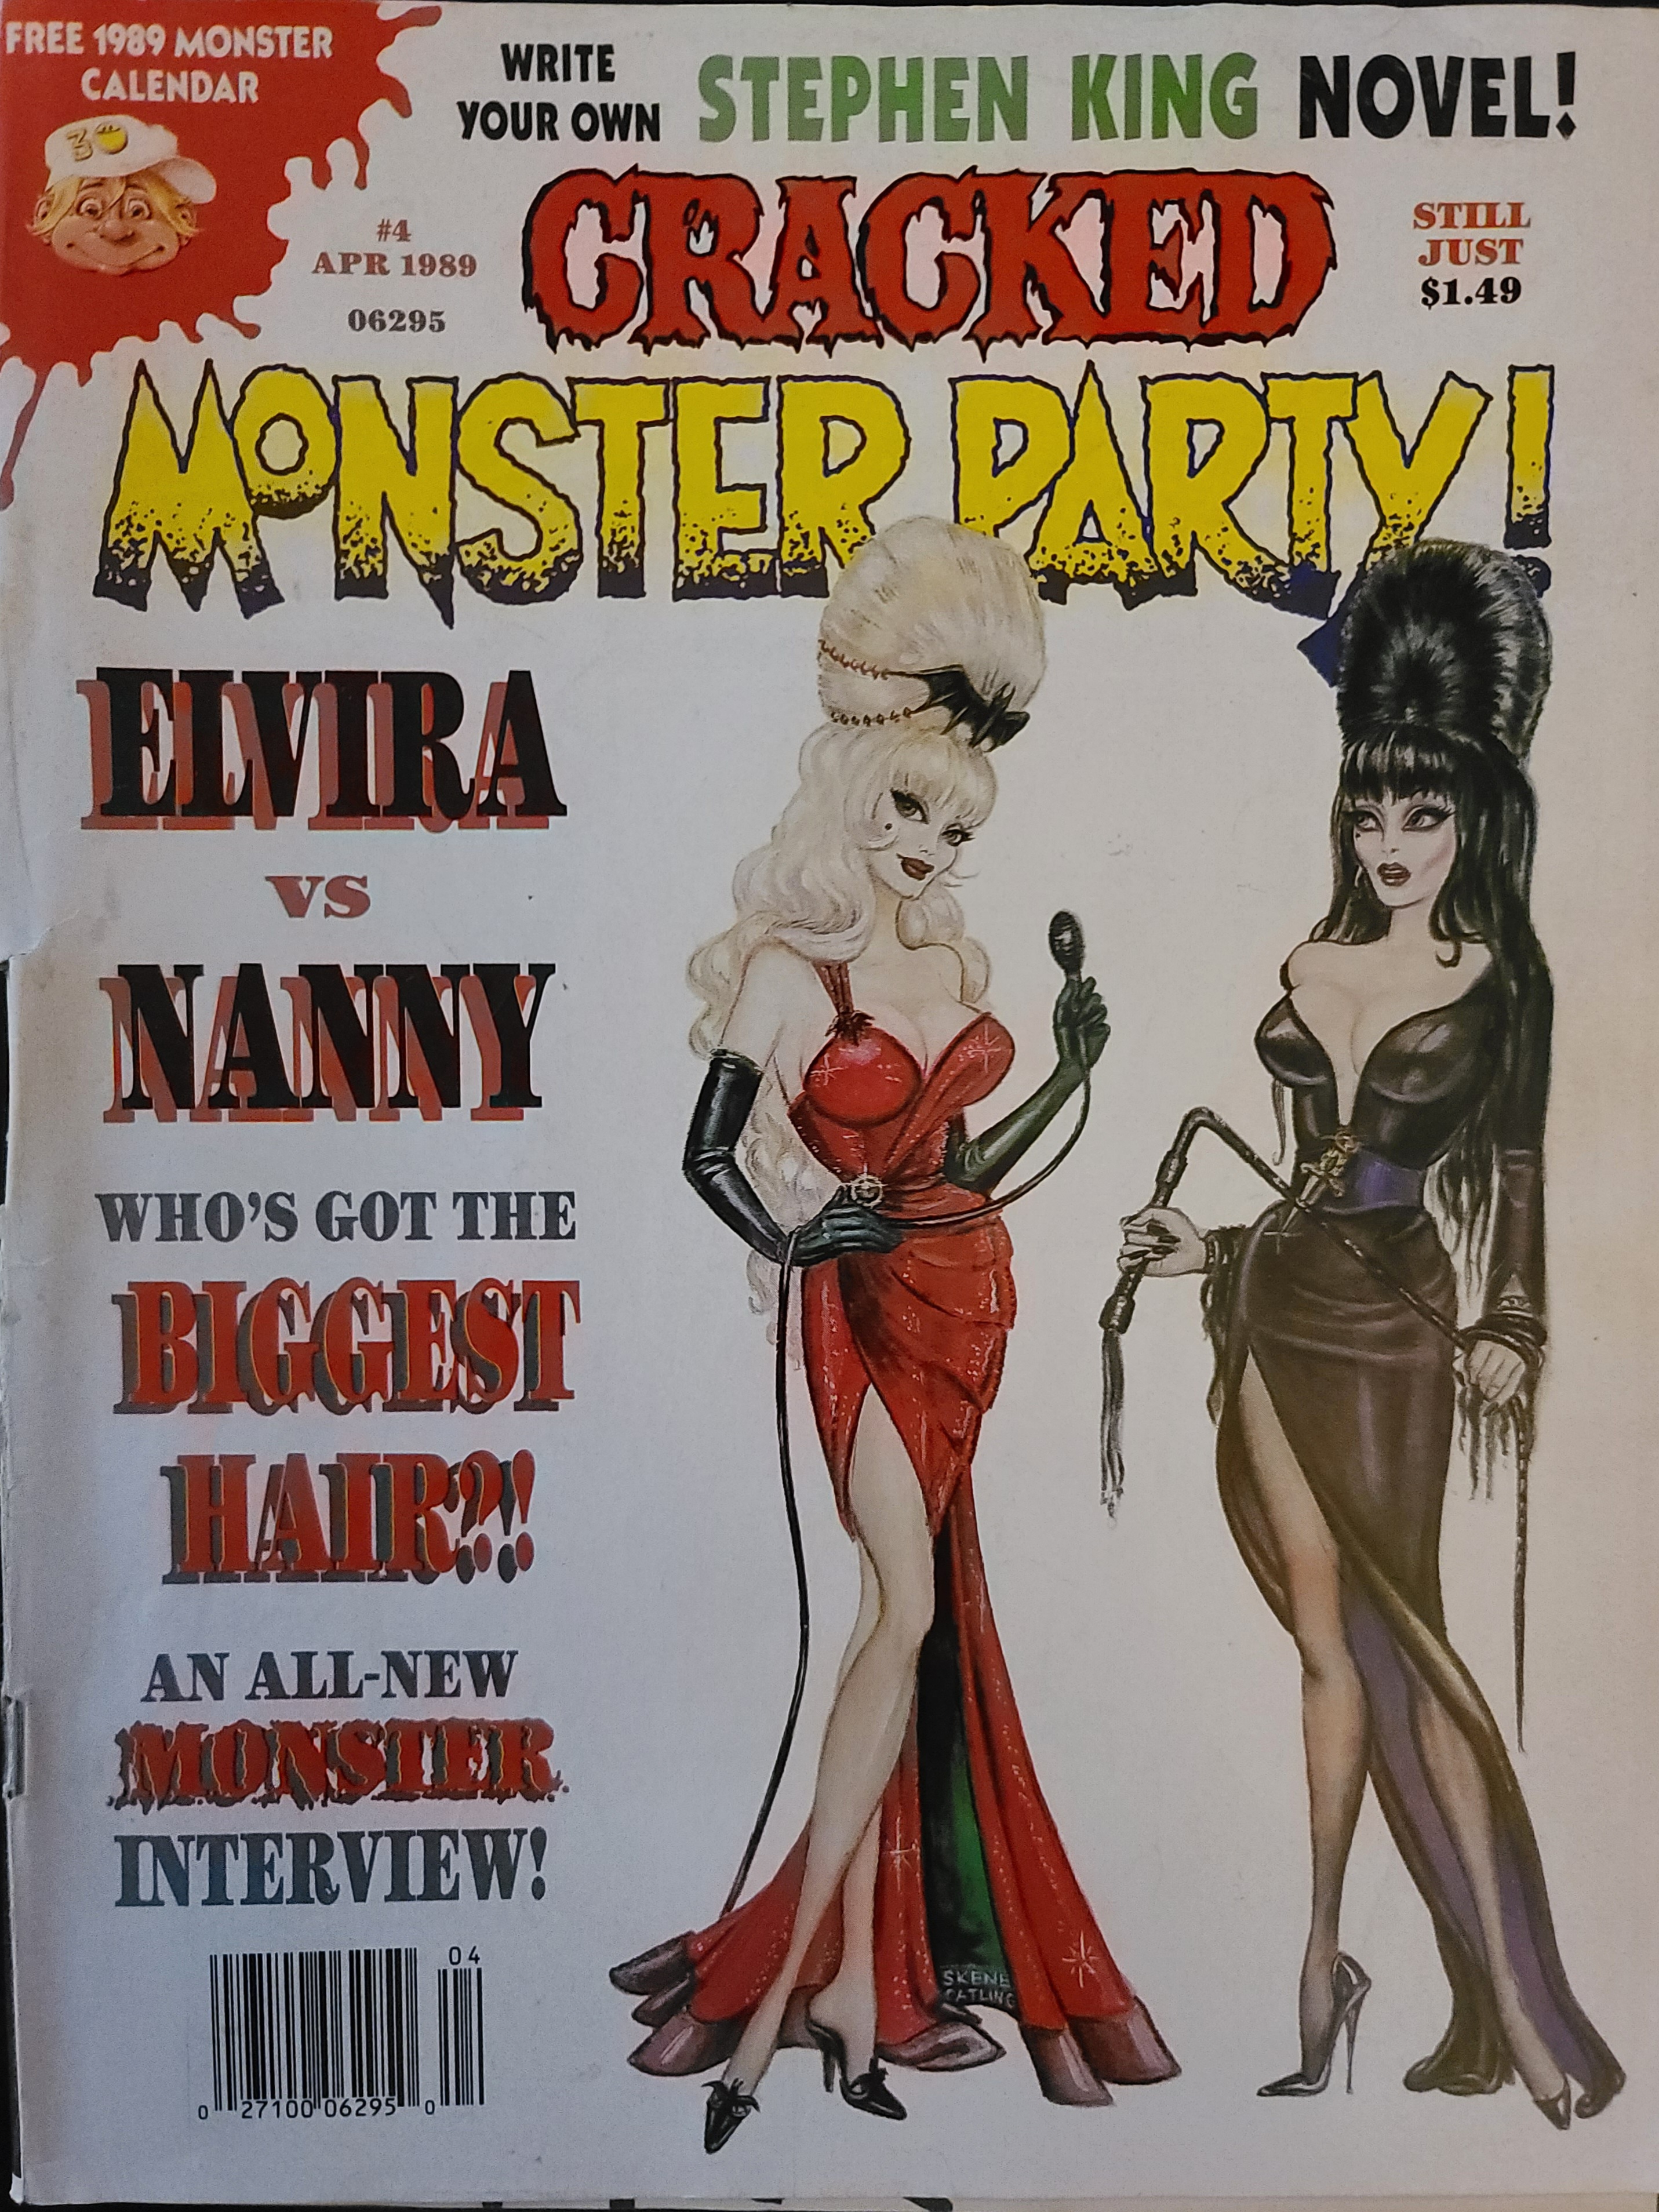 FREE 1989 MONSTER
CALENDAR
30
WRITE
YOUR OWN
STEPHEN KING NOVEL!
#4
APR 1989
06295
CRACKED
STILL
JUST
$1.49
MONSTER PARTY!
ELVIRA
VS
NANNY
WHO'S GOT THE
BIGGEST
HAIR?!
AN ALL-NEW
MONSTER
INTERVIEW!
SKENE
CATLING
04
0 27100 06295 0